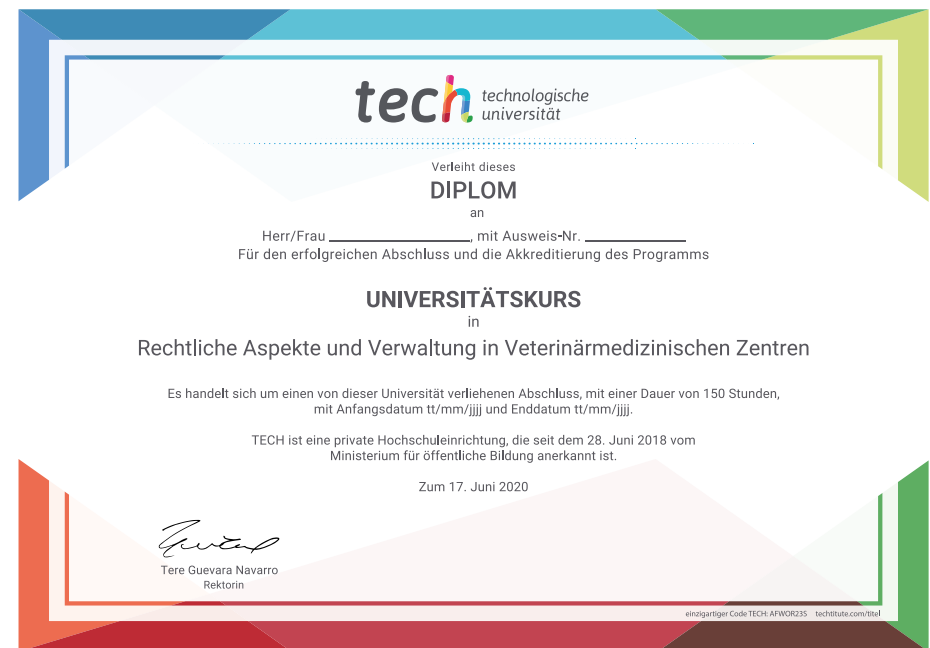 tech technologische
universität
Verleiht dieses
DIPLOM
an
Herr/Frau ________________, mit Ausweis-Nr. ____________
Für den erfolgreichen Abschluss und die Akkreditierung des Programms
UNIVERSITÄTSKURS
in
Rechtliche Aspekte und Verwaltung in Veterinärmedizinischen Zentren
Es handelt sich um einen von dieser Universität verliehenen Abschluss, mit einer Dauer von 150 Stunden,
mit Anfangsdatum tt/mm/jjjj und Enddatum tt/mm/jjjj.
TECH ist eine private Hochschuleinrichtung, die seit dem 28. Juni 2018 vom
Ministerium für öffentliche Bildung anerkannt ist.
Zum 17. Juni 2020
Tere Guevara Navarro
Rektorin
einzigartiger Code TECH: AFWOR23S techtitute.com/titel